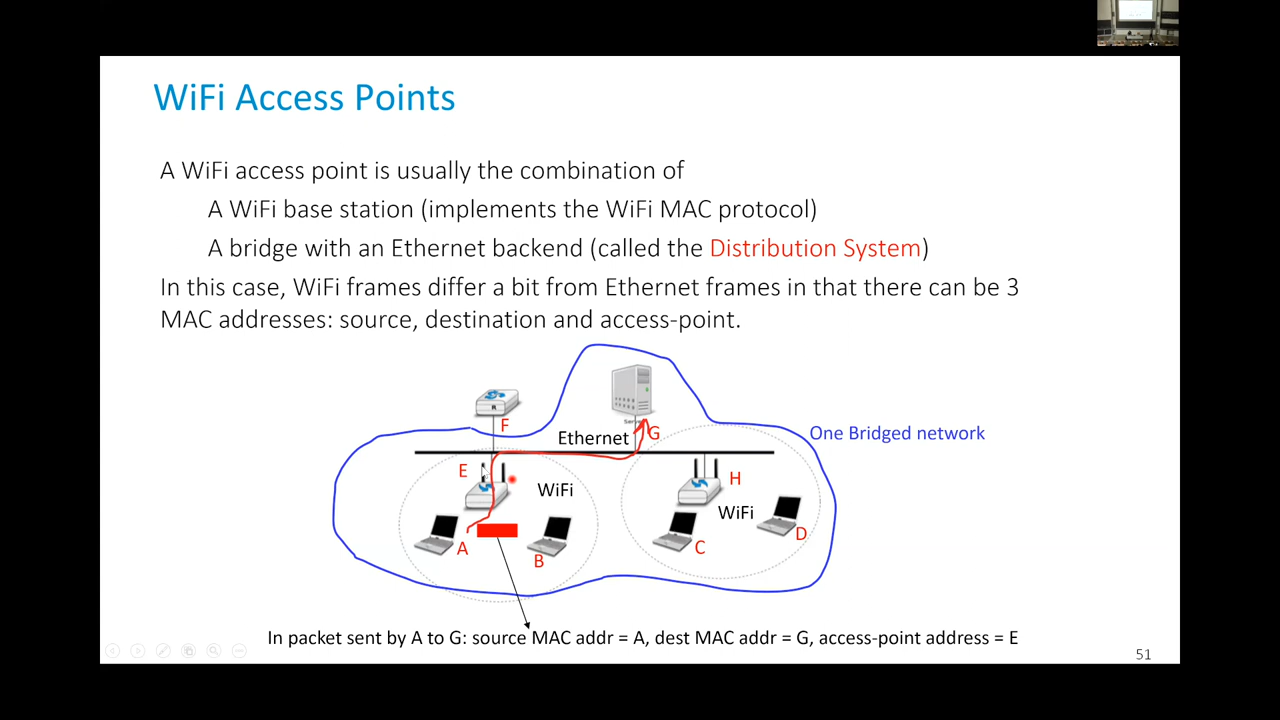 WiFi Access Points
A WiFi access point is usually the combination of
A WiFi base station (implements the WiFi MAC protocol)
A bridge with an Ethernet backend (called the Distribution System)
In this case, WiFi frames differ a bit from Ethernet frames in that there can be 3
MAC addresses: source, destination and access-point.
R
F
Ethernet
G
One Bridged network
E
WiFi
H
WiFi
A
B
C
D
In packet sent by A to G: source MAC addr = A, dest MAC addr = G, access-point address = E
51